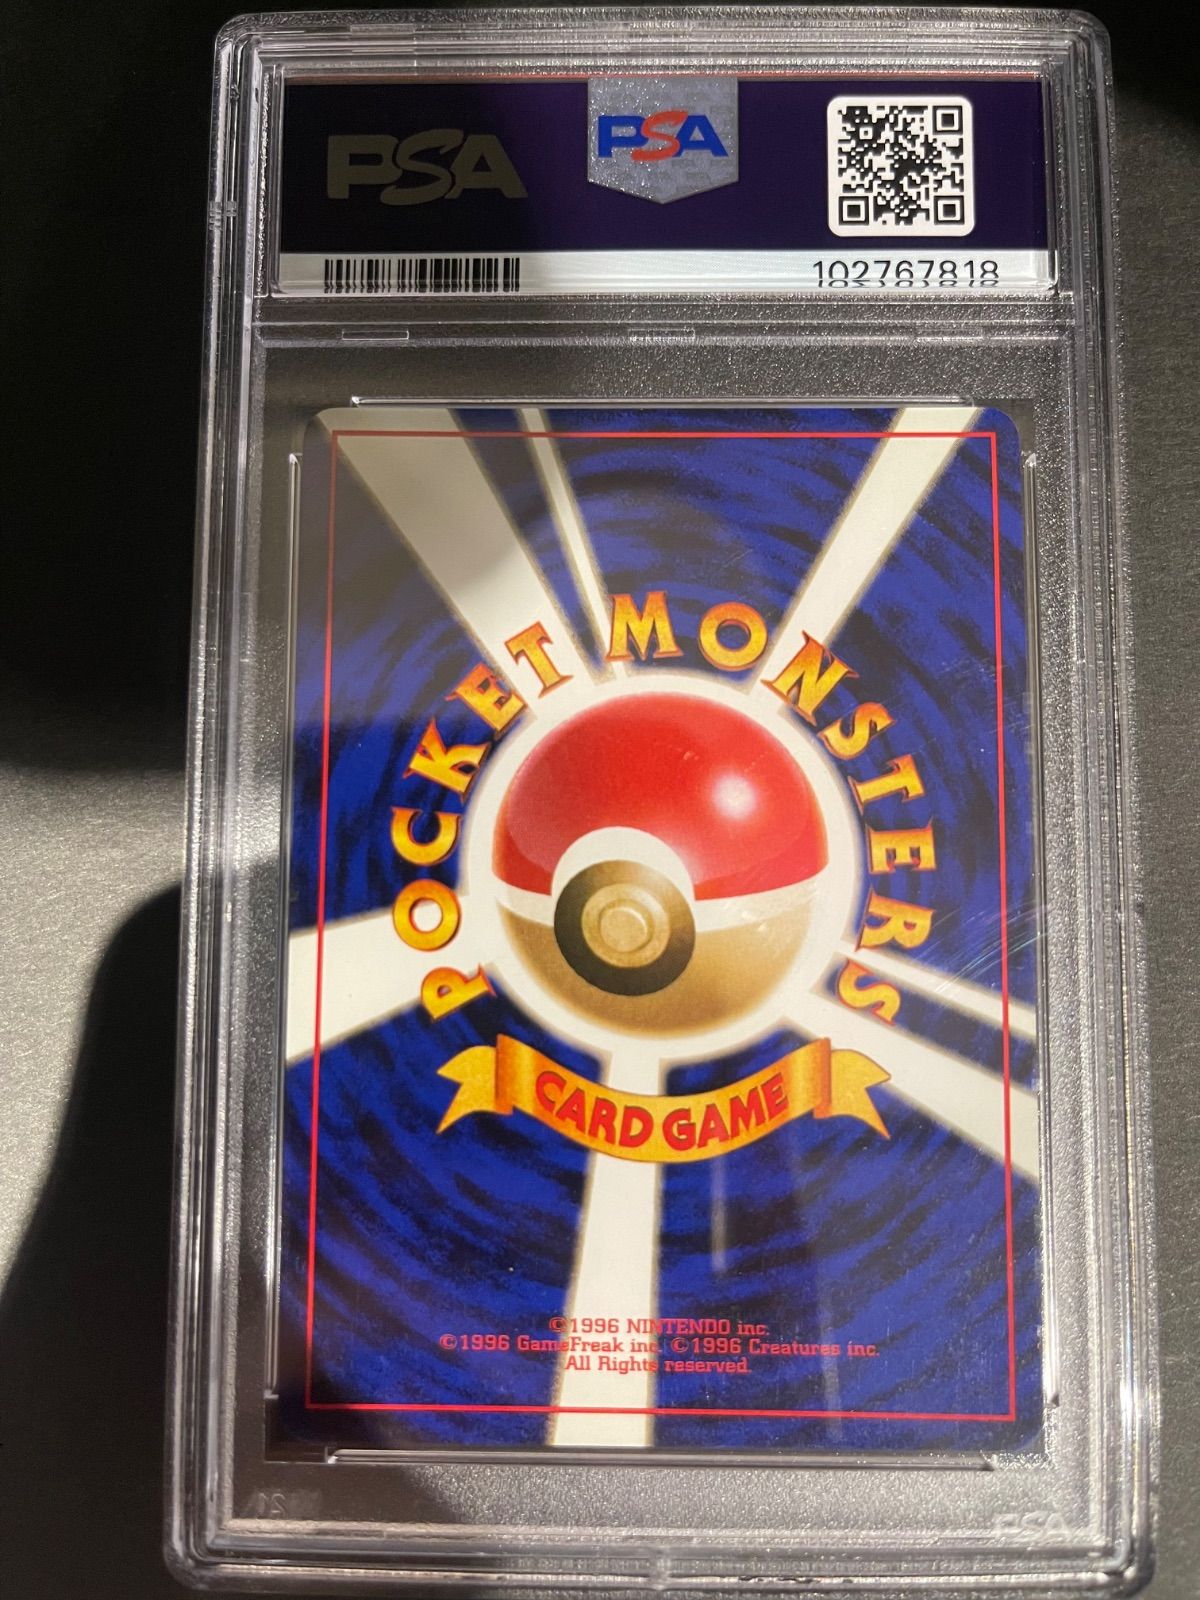 PSA PSA
102767818
POCKET MONSTERS
CARD GAME
©1996 NINTENDO inc.
©1996 GameFreak inc. ©1996 Creatures inc.
All Rights reserved.
PSA